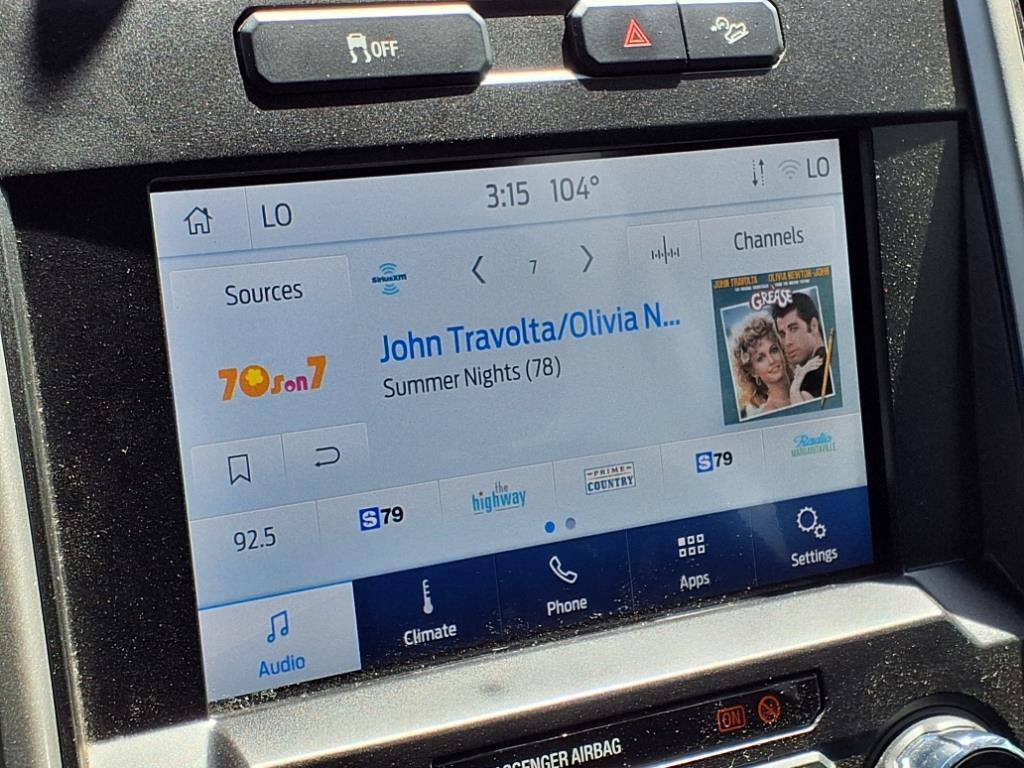 OFF
LO
3:15 104°
LO
Sources
SiriusXM
7
Channels
70s on 7
John Travolta/Olivia N...
Summer Nights (78)
JOHN TRAVOLTA OLIVIA NEWTON-JOHN
GREASE
92.5
S79
the highway
PRIME COUNTRY
S79
Radio MARGARITAVILLE
Audio
Climate
Phone
Apps
Settings
PASSENGER AIRBAG
ON